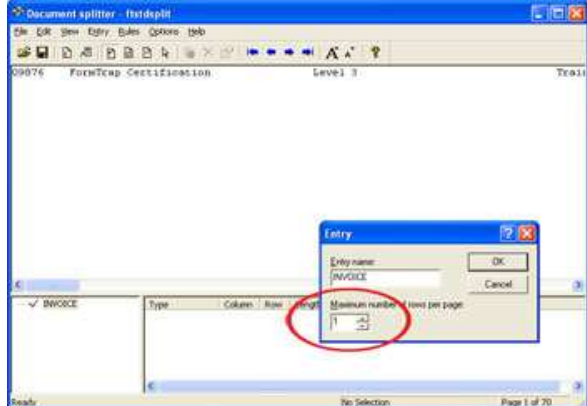 Document splitter - ftstdsplit
File Edit View Entry Rules Options Help
09876 FormTrap Certification Level 3 Train
Entry
Entry name:
INVOICE
OK
Cancel
Maximum number of rows per page:
1
INVOICE
Type Column Row Length
Ready No Selection Page 1 of 70